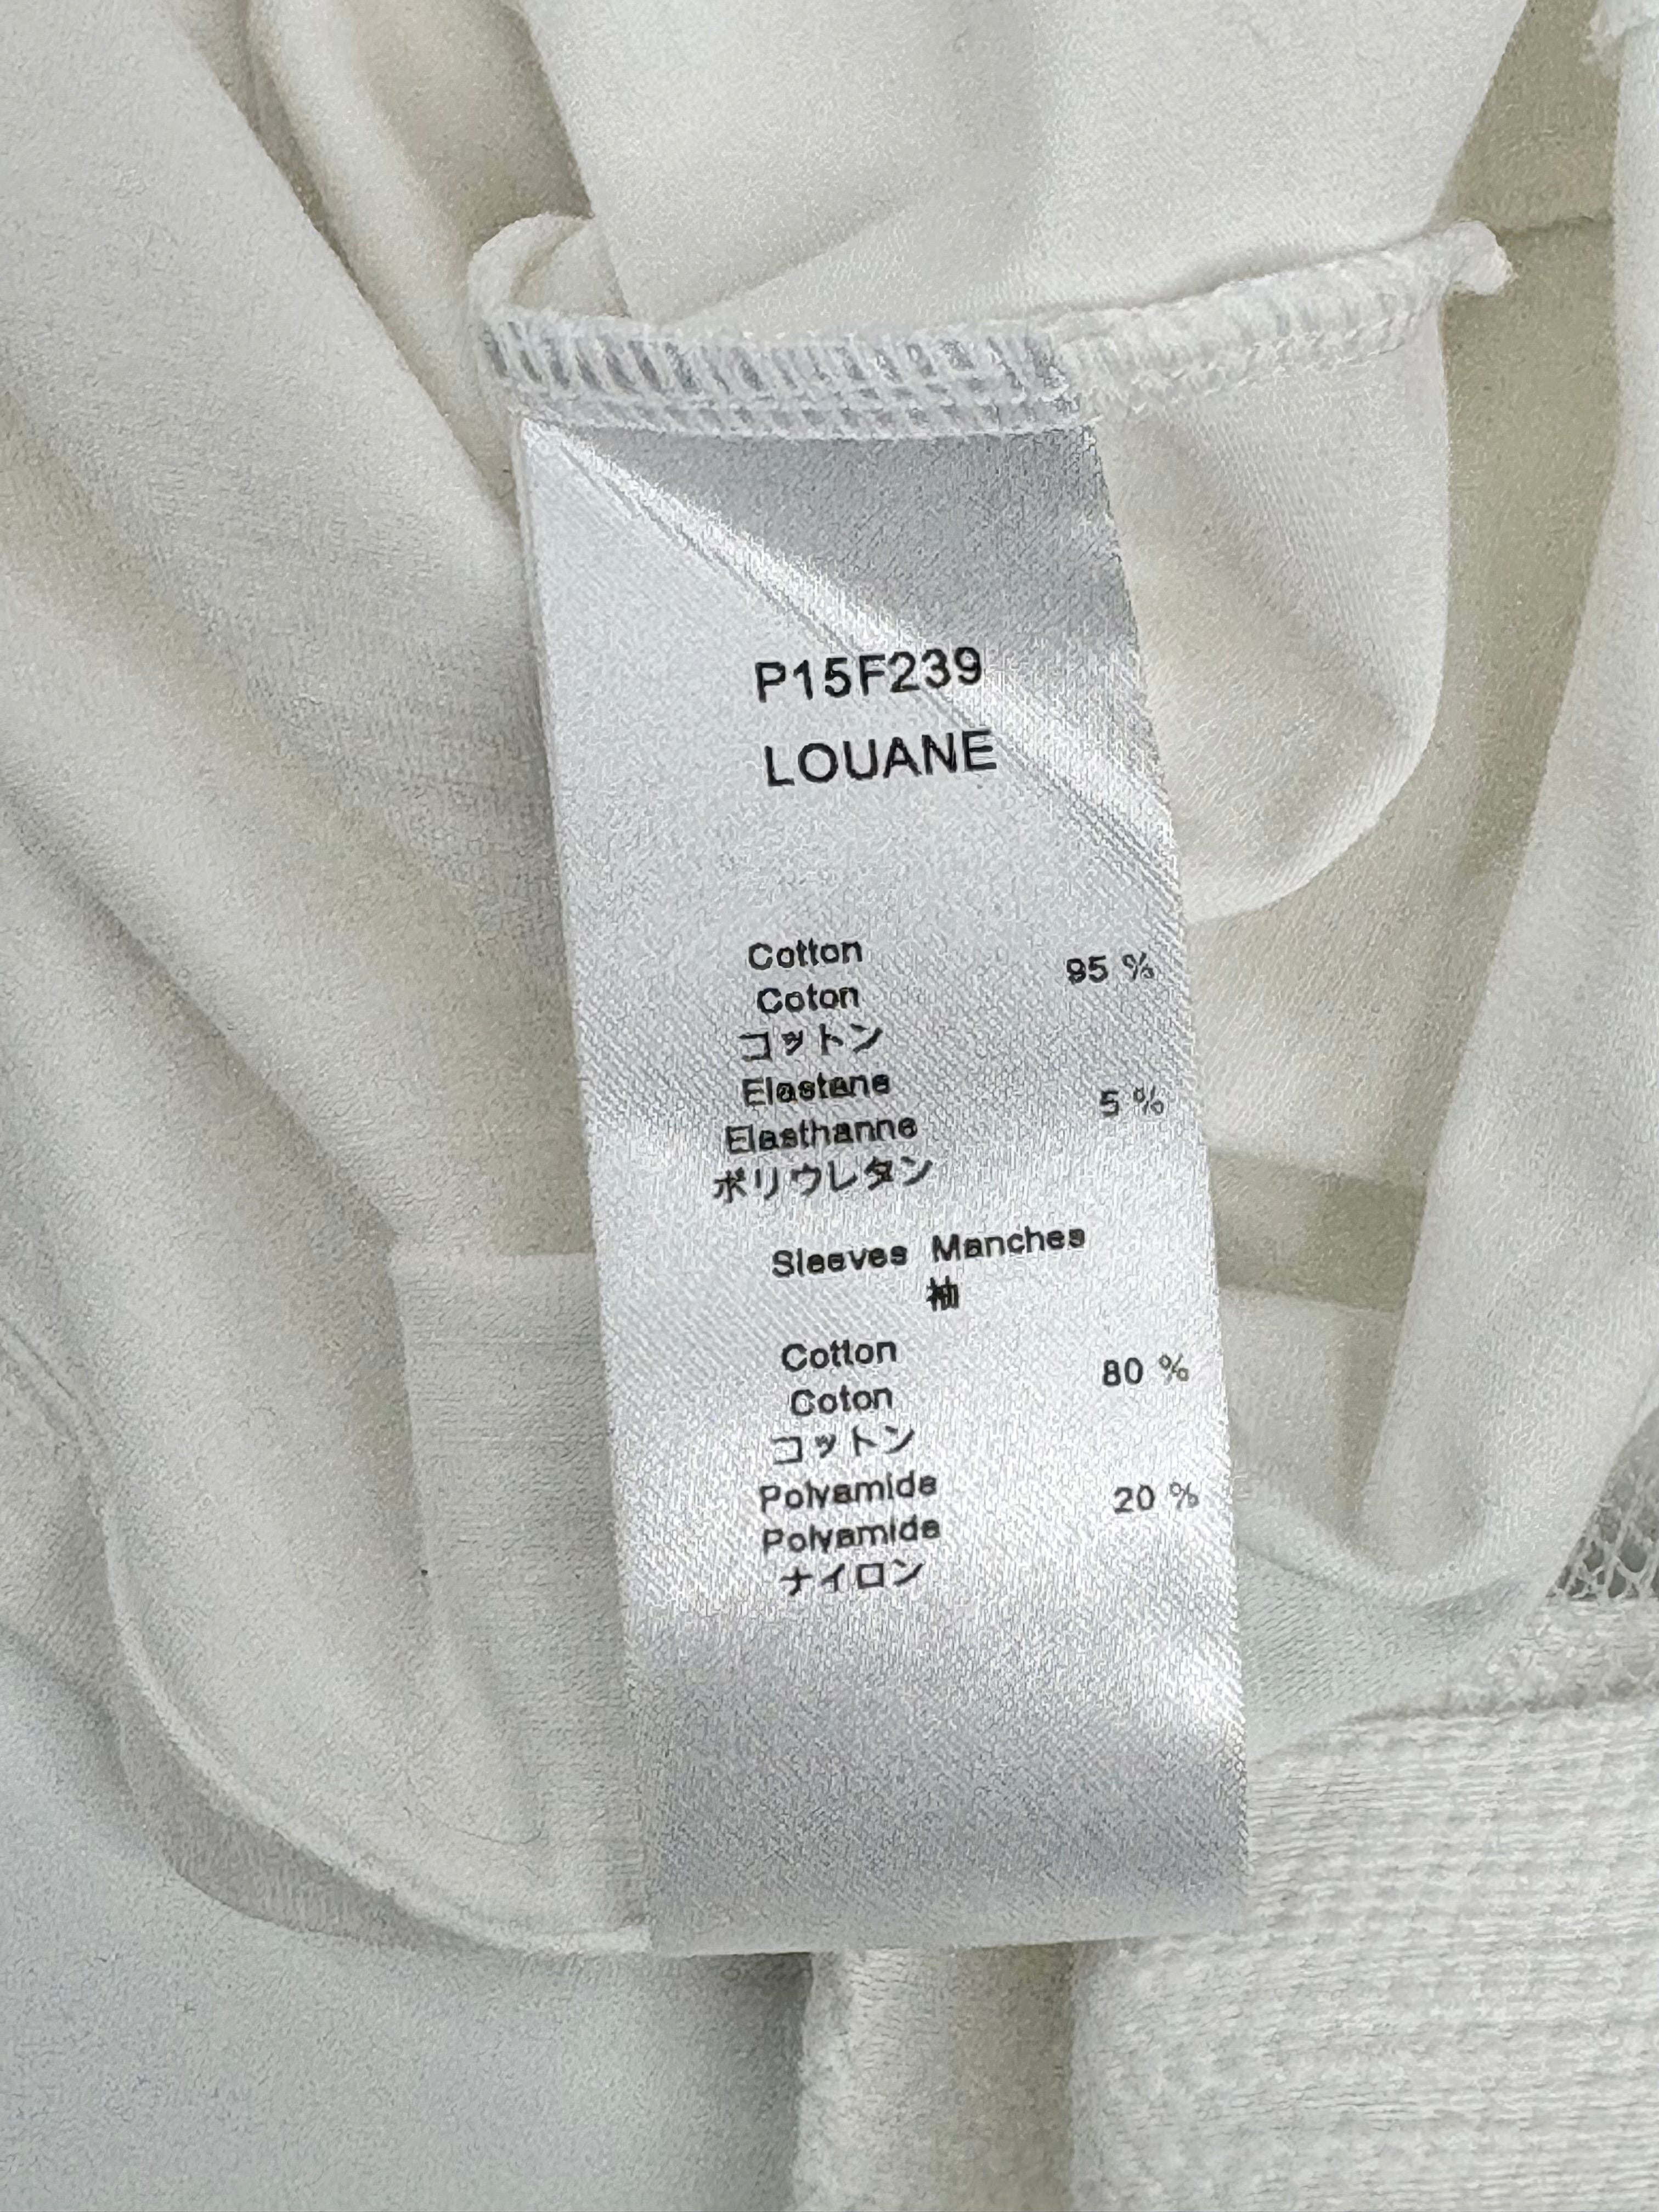 P15F239
LOUANE
Cotton 95 %
Coton
コットン
Elastane 5 %
Elasthanne
ポリウレタン
Sleeves Manches
袖
Cotton 80 %
Coton
コットン
Polyamide 20 %
Polyamide
ナイロン